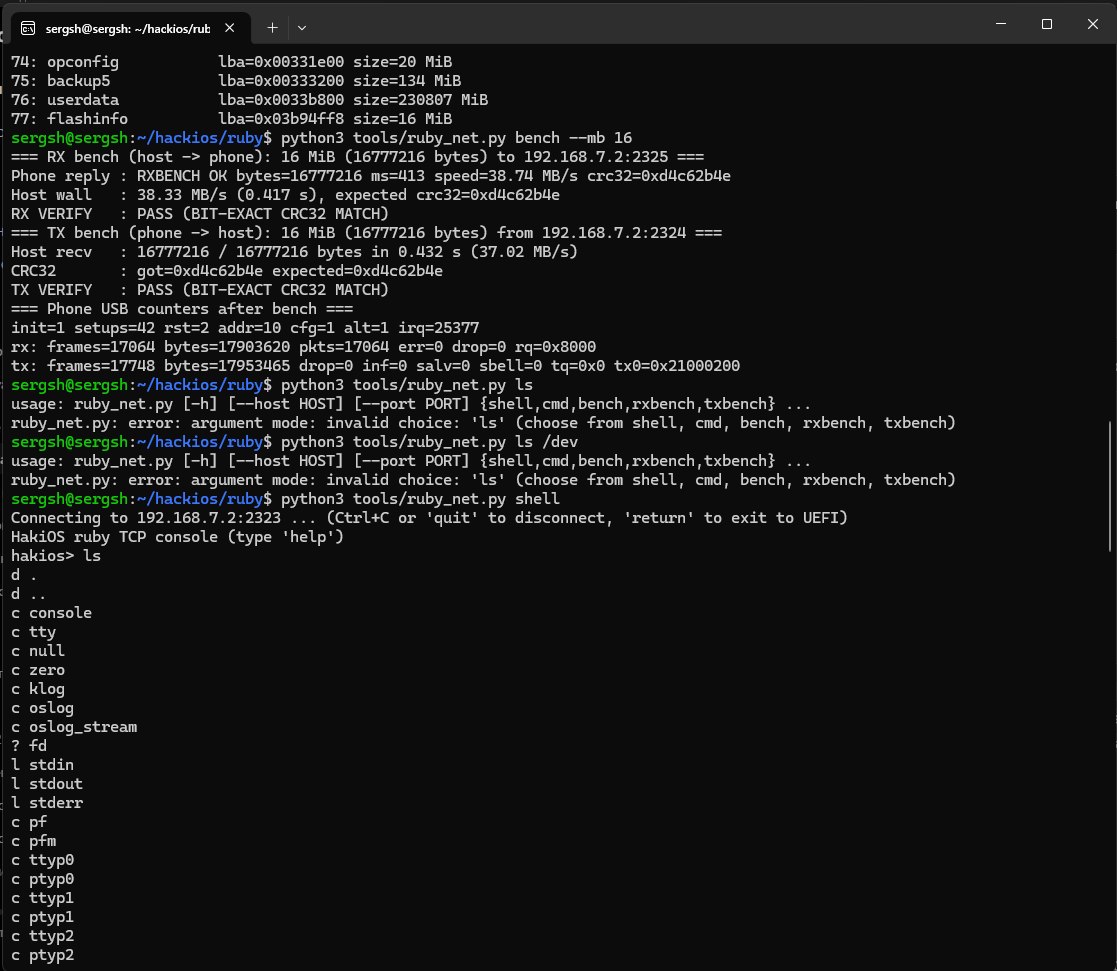 sergsh@sergsh: ~/hackios/rub
74: opconfig           lba=0x00331e00 size=20 MiB
75: backup5            lba=0x00333200 size=134 MiB
76: userdata           lba=0x0033b800 size=230807 MiB
77: flashinfo          lba=0x03b94ff8 size=16 MiB
sergsh@sergsh:~/hackios/ruby$ python3 tools/ruby_net.py bench --mb 16
=== RX bench (host -> phone): 16 MiB (16777216 bytes) to 192.168.7.2:2325 ===
Phone reply : RXBENCH OK bytes=16777216 ms=413 speed=38.74 MB/s crc32=0xd4c62b4e
Host wall   : 38.33 MB/s (0.417 s), expected crc32=0xd4c62b4e
RX VERIFY   : PASS (BIT-EXACT CRC32 MATCH)
=== TX bench (phone -> host): 16 MiB (16777216 bytes) from 192.168.7.2:2324 ===
Host recv   : 16777216 / 16777216 bytes in 0.432 s (37.02 MB/s)
CRC32       : got=0xd4c62b4e expected=0xd4c62b4e
TX VERIFY   : PASS (BIT-EXACT CRC32 MATCH)
=== Phone USB counters after bench ===
init=1 setups=42 rst=2 addr=10 cfg=1 alt=1 irq=25377
rx: frames=17064 bytes=17903620 pkts=17064 err=0 drop=0 rq=0x8000
tx: frames=17748 bytes=17953465 drop=0 inf=0 salv=0 sbell=0 tq=0x0 tx0=0x21000200
sergsh@sergsh:~/hackios/ruby$ python3 tools/ruby_net.py ls
usage: ruby_net.py [-h] [--host HOST] [--port PORT] {shell,cmd,bench,rxbench,txbench} ...
ruby_net.py: error: argument mode: invalid choice: 'ls' (choose from shell, cmd, bench, rxbench, txbench)
sergsh@sergsh:~/hackios/ruby$ python3 tools/ruby_net.py ls /dev
usage: ruby_net.py [-h] [--host HOST] [--port PORT] {shell,cmd,bench,rxbench,txbench} ...
ruby_net.py: error: argument mode: invalid choice: 'ls' (choose from shell, cmd, bench, rxbench, txbench)
sergsh@sergsh:~/hackios/ruby$ python3 tools/ruby_net.py shell
Connecting to 192.168.7.2:2323 ... (Ctrl+C or 'quit' to disconnect, 'return' to exit to UEFI)
HakiOS ruby TCP console (type 'help')
hakios> ls
d .
d ..
c console
c tty
c null
c zero
c klog
c oslog
c oslog_stream
? fd
l stdin
l stdout
l stderr
c pf
c pfm
c ttyp0
c ptyp0
c ttyp1
c ptyp1
c ttyp2
c ptyp2